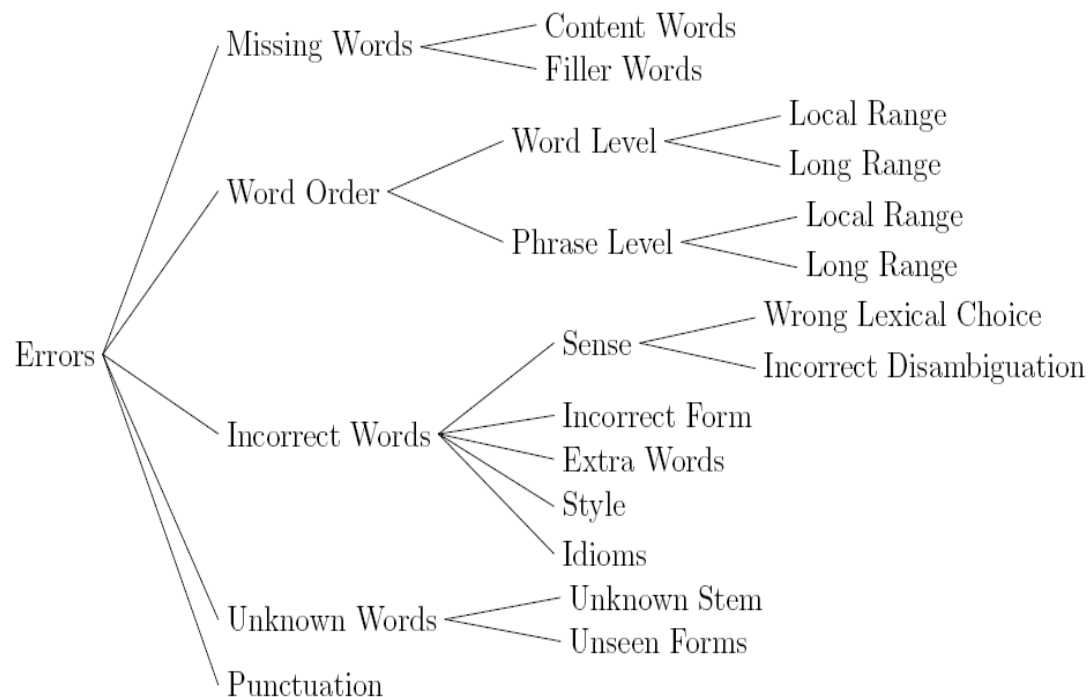 Errors
Missing Words
Content Words
Filler Words
Word Order
Word Level
Local Range
Long Range
Phrase Level
Local Range
Long Range
Incorrect Words
Sense
Wrong Lexical Choice
Incorrect Disambiguation
Incorrect Form
Extra Words
Style
Idioms
Unknown Words
Unknown Stem
Unseen Forms
Punctuation